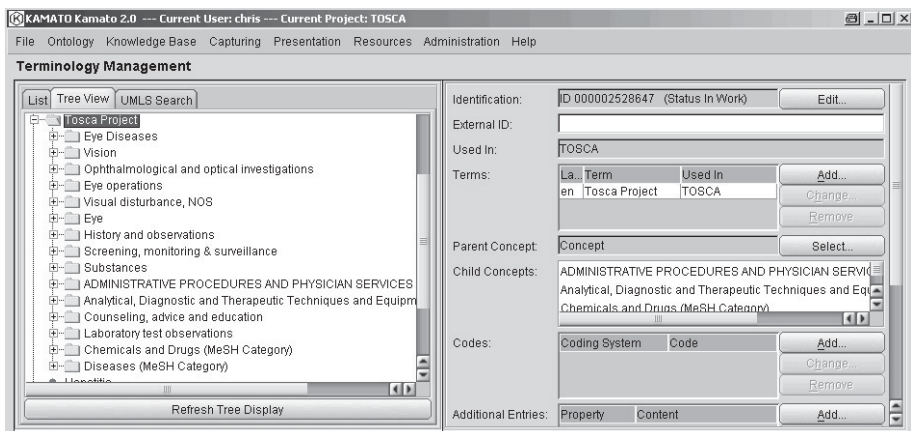 KAMATO Kamato 2.0 --- Current User: chris --- Current Project: TOSCA
File Ontology Knowledge Base Capturing Presentation Resources Administration Help
Terminology Management
List Tree View UMLS Search
Tosca Project
Eye Diseases
Vision
Ophthalmological and optical investigations
Eye operations
Visual disturbance, NOS
Eye
History and observations
Screening, monitoring & surveillance
Substances
ADMINISTRATIVE PROCEDURES AND PHYSICIAN SERVICES
Analytical, Diagnostic and Therapeutic Techniques and Equipm
Counseling, advice and education
Laboratory test observations
Chemicals and Drugs (MeSH Category)
Diseases (MeSH Category)
Refresh Tree Display
Identification: ID 000002528647 (Status In Work) Edit...
External ID:
Used In: TOSCA
Terms: La... Term Used In Add...
en Tosca Project TOSCA Change...
Remove
Parent Concept: Concept Select...
Child Concepts: ADMINISTRATIVE PROCEDURES AND PHYSICIAN SERVIC
Analytical, Diagnostic and Therapeutic Techniques and Equ
Chemicals and Drugs (MeSH Category)
Codes: Coding System Code Add...
Change...
Remove
Additional Entries: Property Content Add...